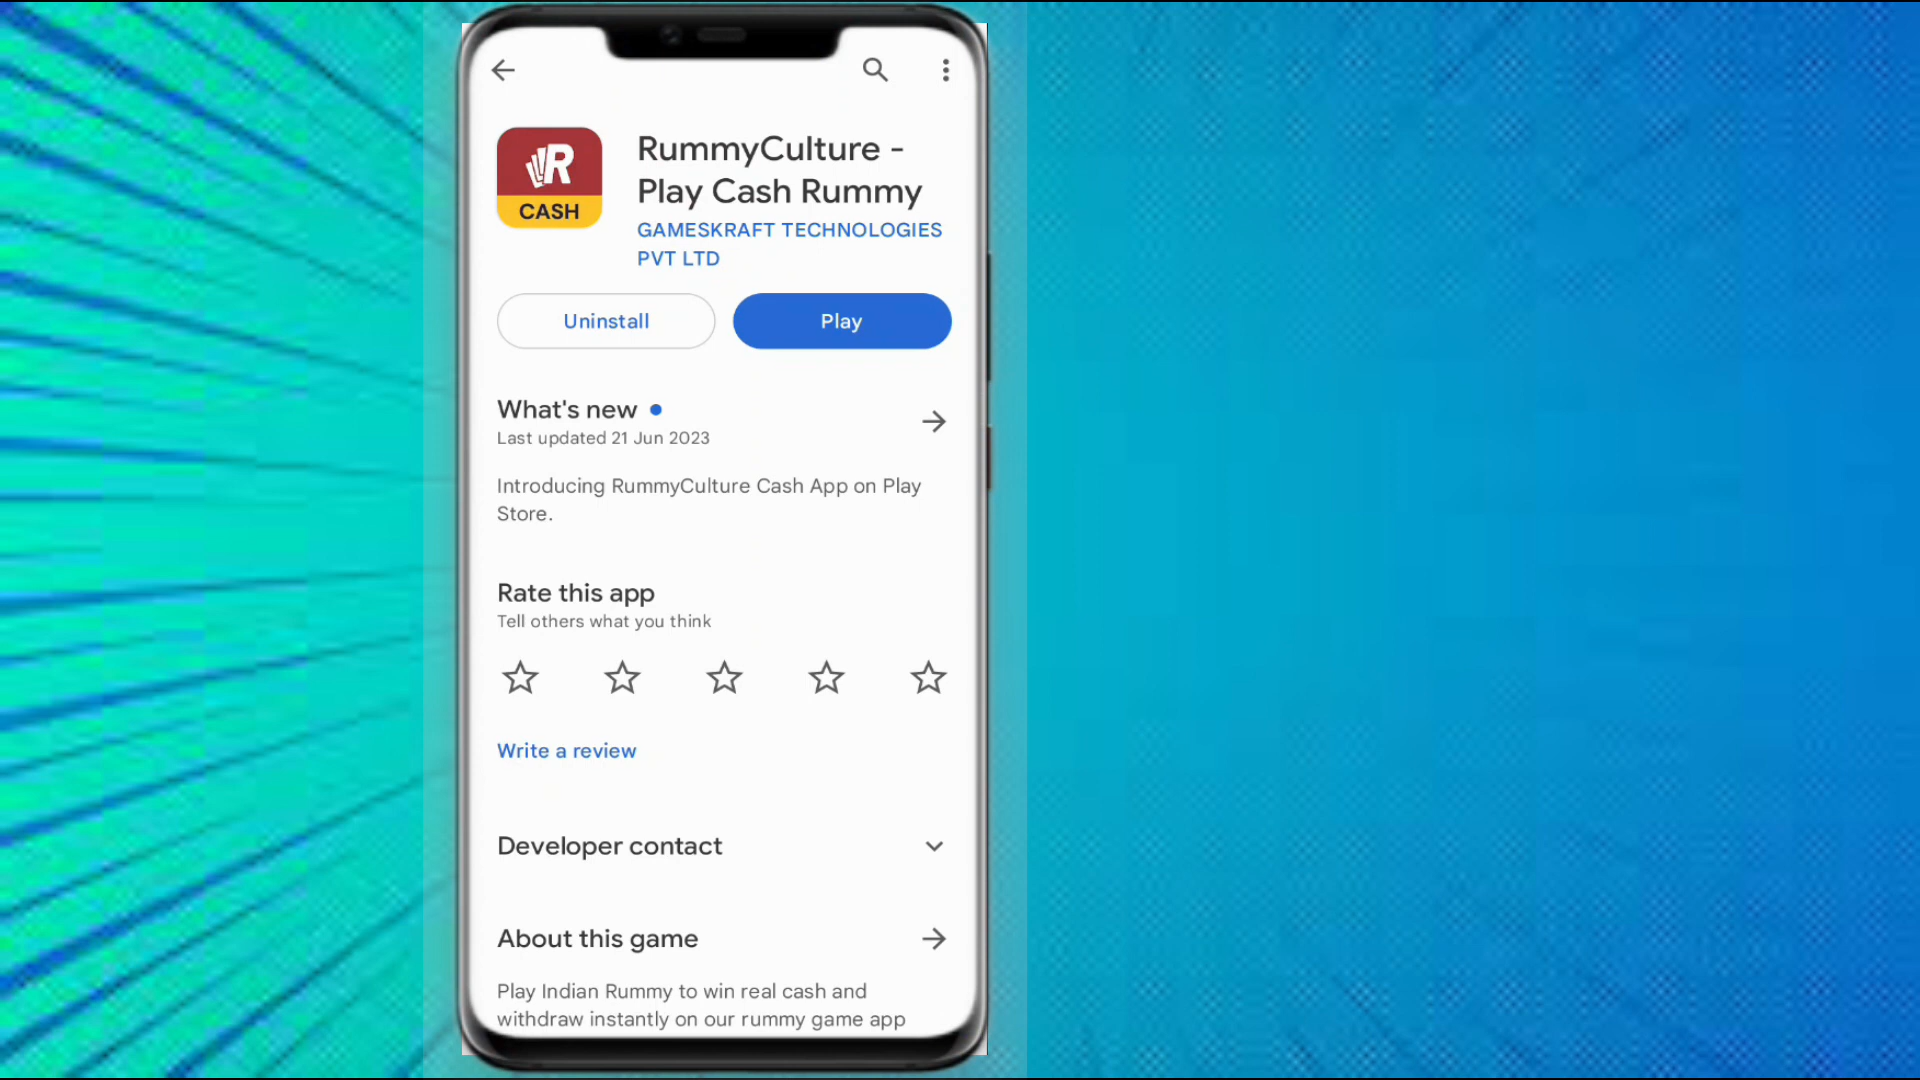 RummyCulture -
Play Cash Rummy
GAMESKRAFT TECHNOLOGIES
PVT LTD
R
CASH
Uninstall
Play
What's new
Last updated 21 Jun 2023
Introducing RummyCulture Cash App on Play
Store.
Rate this app
Tell others what you think
Write a review
Developer contact
About this game
Play Indian Rummy to win real cash and
withdraw instantly on our rummy game app